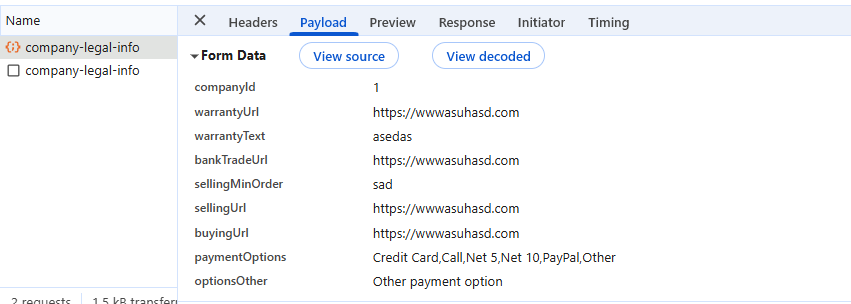 Name
Headers Payload Preview Response Initiator Timing
company-legal-info
company-legal-info
Form Data View source View decoded
companyId 1
warrantyUrl https://wwwasuhasd.com
warrantyText asedas
bankTradeUrl https://wwwasuhasd.com
sellingMinOrder sad
sellingUrl https://wwwasuhasd.com
buyingUrl https://wwwasuhasd.com
paymentOptions Credit Card,Call,Net 5,Net 10,PayPal,Other
optionsOther Other payment option
2 requests 1.5 kB